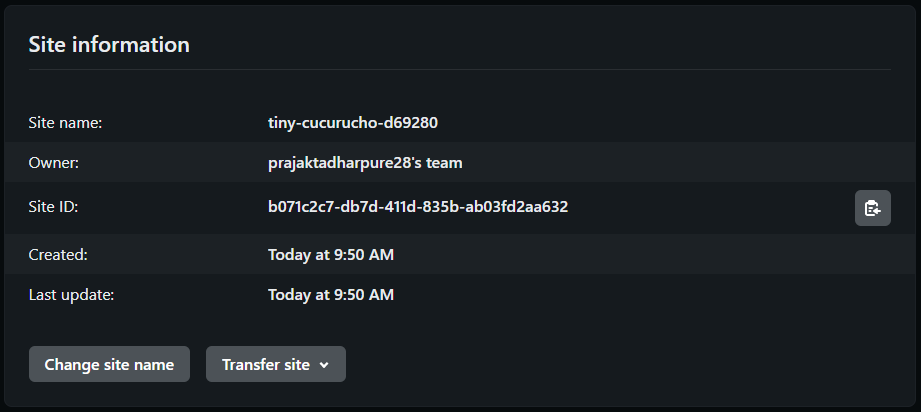 Site information
Site name: tiny-cucurucho-d69280
Owner: prajaktadharpure28's team
Site ID: b071c2c7-db7d-411d-835b-ab03fd2aa632
Created: Today at 9:50 AM
Last update: Today at 9:50 AM
Change site name Transfer site